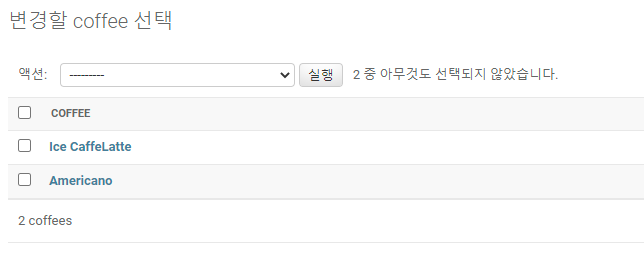 변경할 coffee 선택
액션: --------- 실행 2 중 아무것도 선택되지 않았습니다.
COFFEE
Ice CaffeLatte
Americano
2 coffees